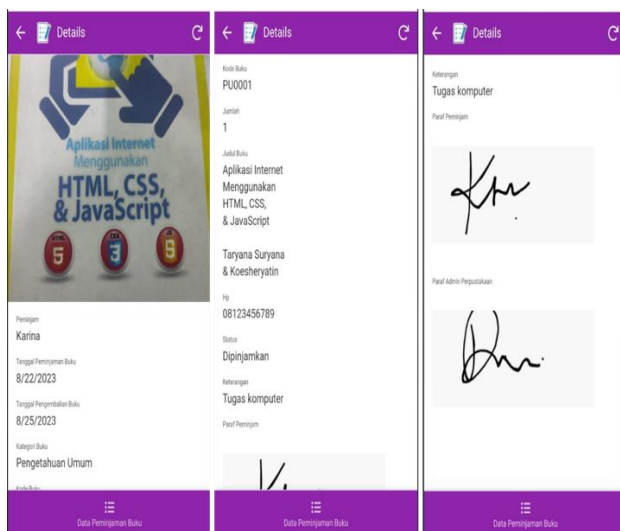 Details
Aplikasi Internet
Menggunakan
HTML, CSS,
& JavaScript
5
3
5
Peminjam
Karina
Tanggal Peminjaman Buku
8/22/2023
Tanggal Pengembalian Buku
8/25/2023
Kategori Buku
Pengetahuan Umum
Kode Buku
Data Peminjaman Buku
Details
Kode Buku
PU0001
Jumlah
1
Judul Buku
Aplikasi Internet
Menggunakan
HTML, CSS,
& JavaScript
Taryana Suryana
& Koesheryatin
Hp
08123456789
Status
Dipinjamkan
Keterangan
Tugas komputer
Paraf Peminjam
Data Peminjaman Buku
Details
Keterangan
Tugas komputer
Paraf Peminjam
Paraf Admin Perpustakaan
Data Peminjaman Buku